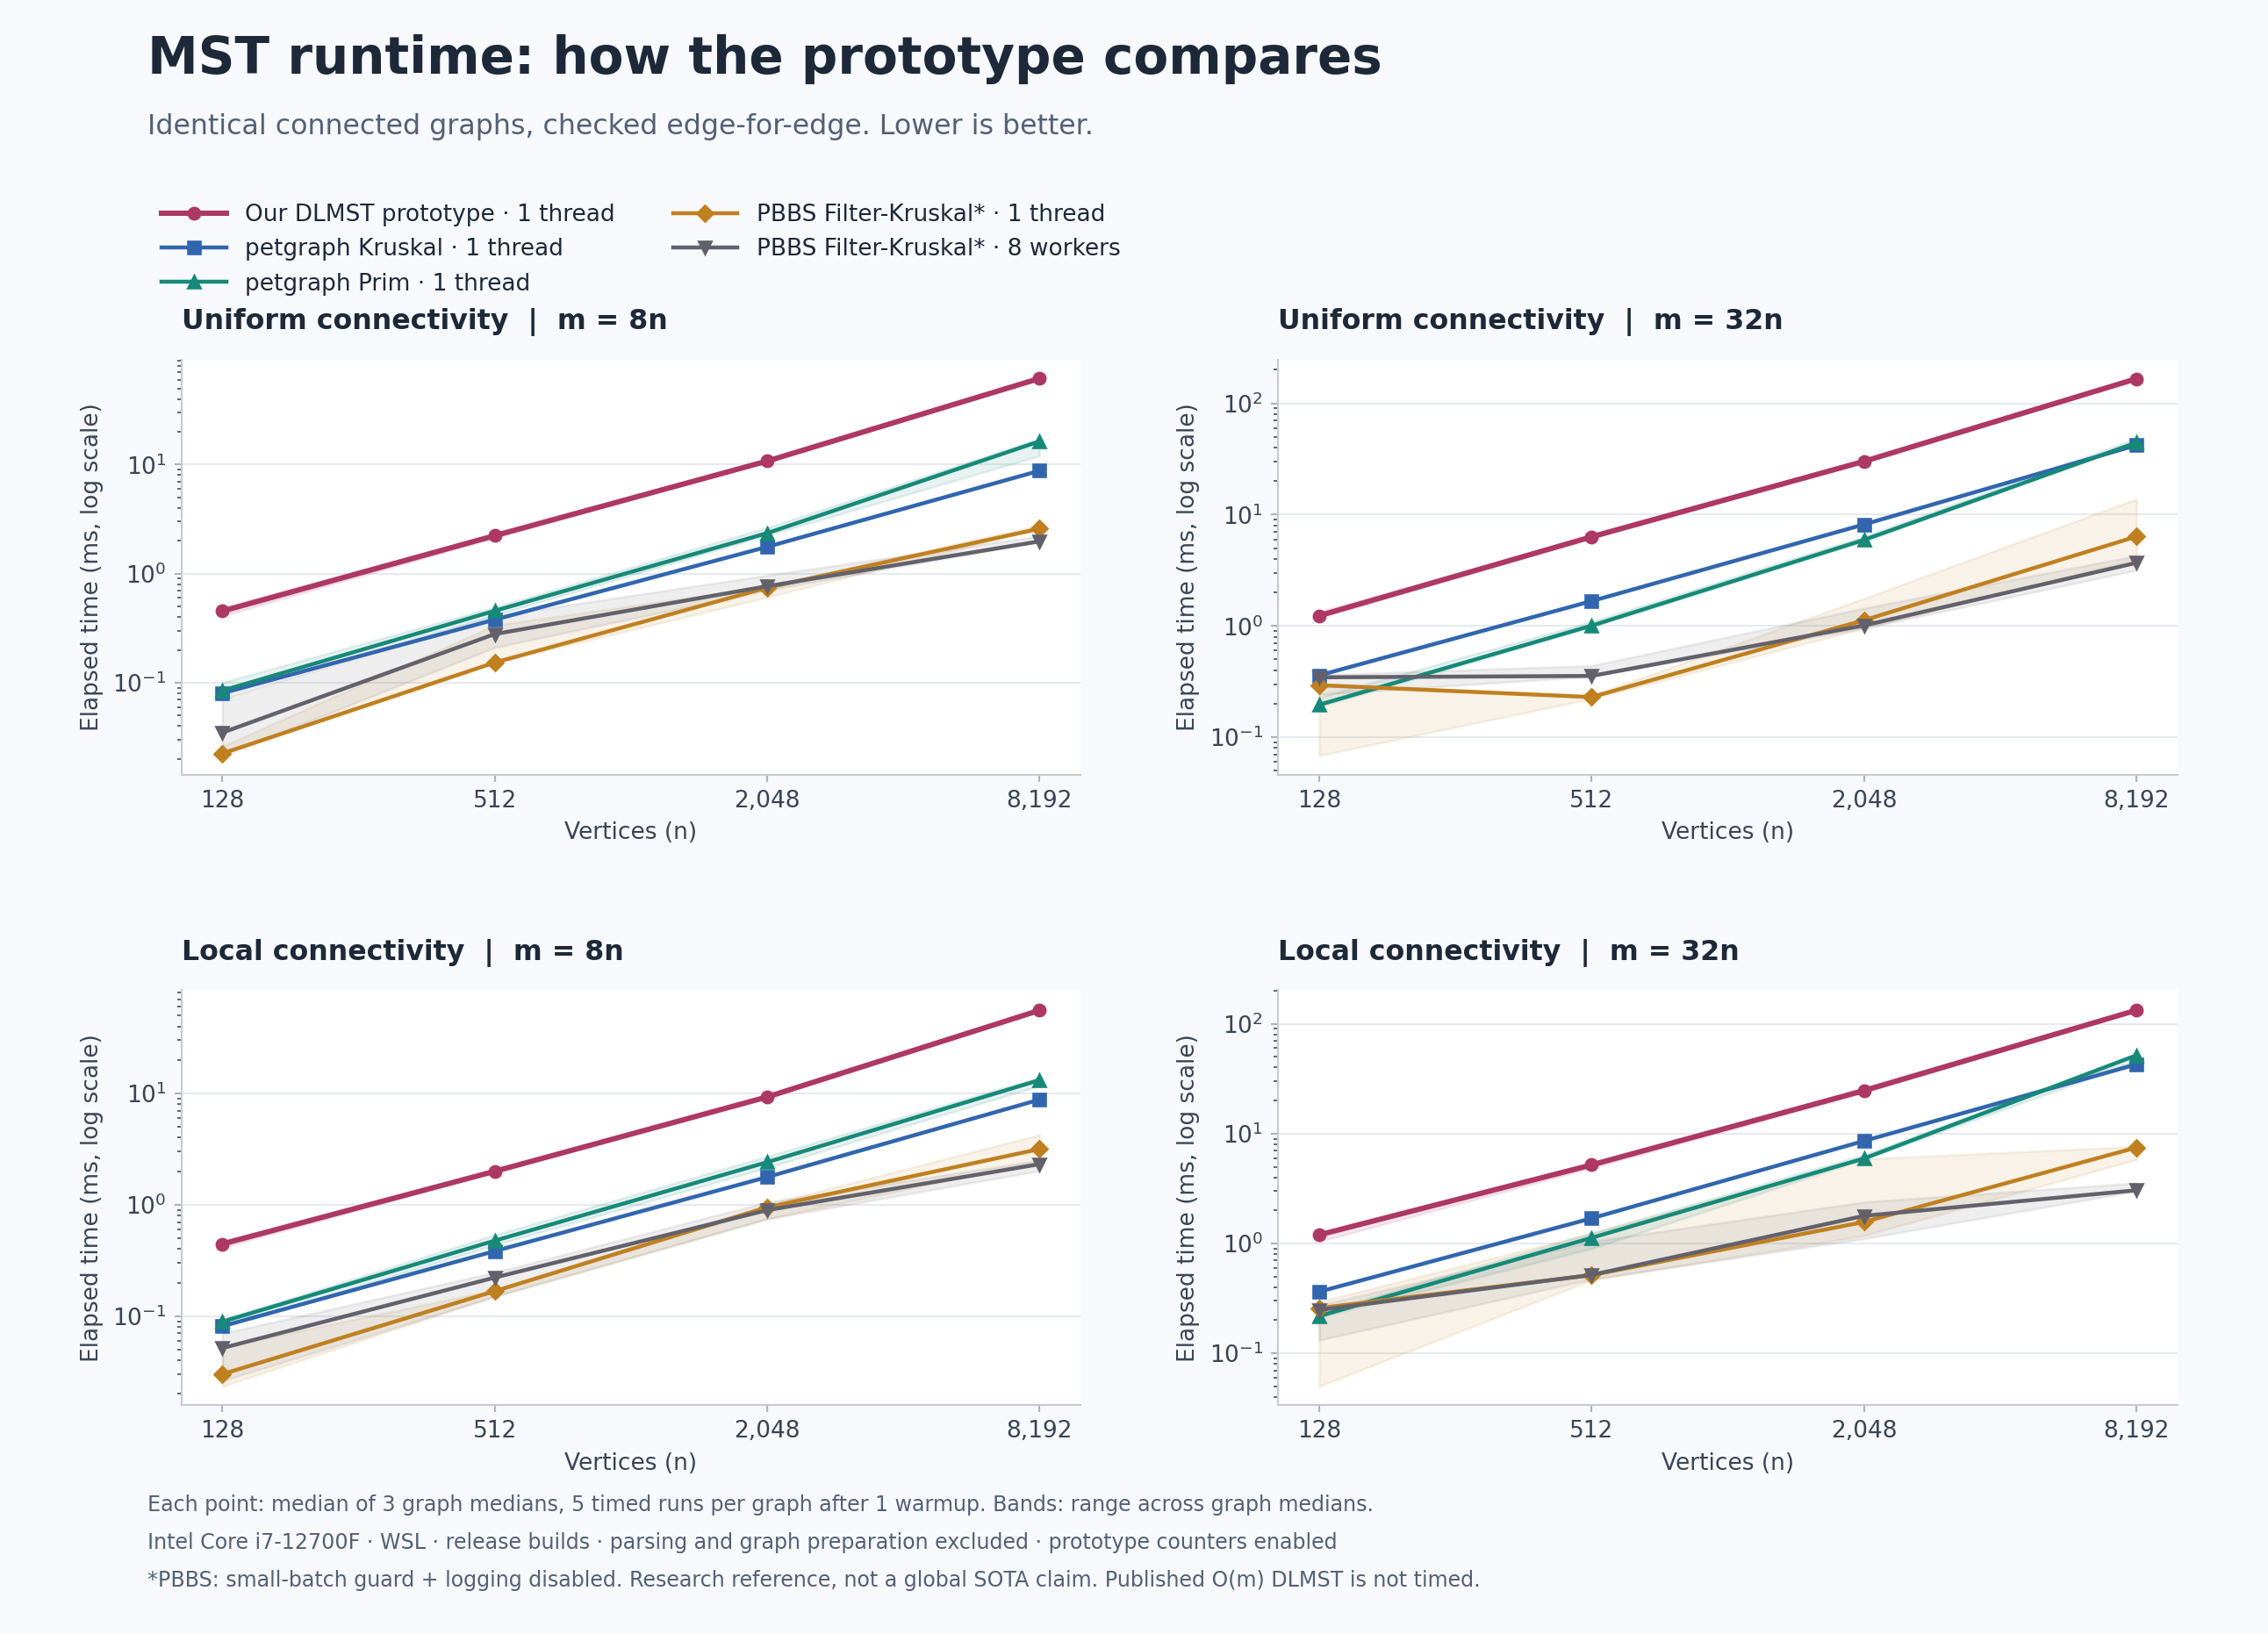 MST runtime: how the prototype compares
Identical connected graphs, checked edge-for-edge. Lower is better.
Our DLMST prototype · 1 thread
petgraph Kruskal · 1 thread
petgraph Prim · 1 thread
PBBS Filter-Kruskal* · 1 thread
PBBS Filter-Kruskal* · 8 workers
Uniform connectivity | m = 8n
Elapsed time (ms, log scale)
10¹
10⁰
10⁻¹
128 512 2,048 8,192
Vertices (n)
Uniform connectivity | m = 32n
Elapsed time (ms, log scale)
10²
10¹
10⁰
10⁻¹
128 512 2,048 8,192
Vertices (n)
Local connectivity | m = 8n
Elapsed time (ms, log scale)
10¹
10⁰
10⁻¹
128 512 2,048 8,192
Vertices (n)
Local connectivity | m = 32n
Elapsed time (ms, log scale)
10²
10¹
10⁰
10⁻¹
128 512 2,048 8,192
Vertices (n)
Each point: median of 3 graph medians, 5 timed runs per graph after 1 warmup. Bands: range across graph medians.
Intel Core i7-12700F · WSL · release builds · parsing and graph preparation excluded · prototype counters enabled
*PBBS: small-batch guard + logging disabled. Research reference, not a global SOTA claim. Published O(m) DLMST is not timed.